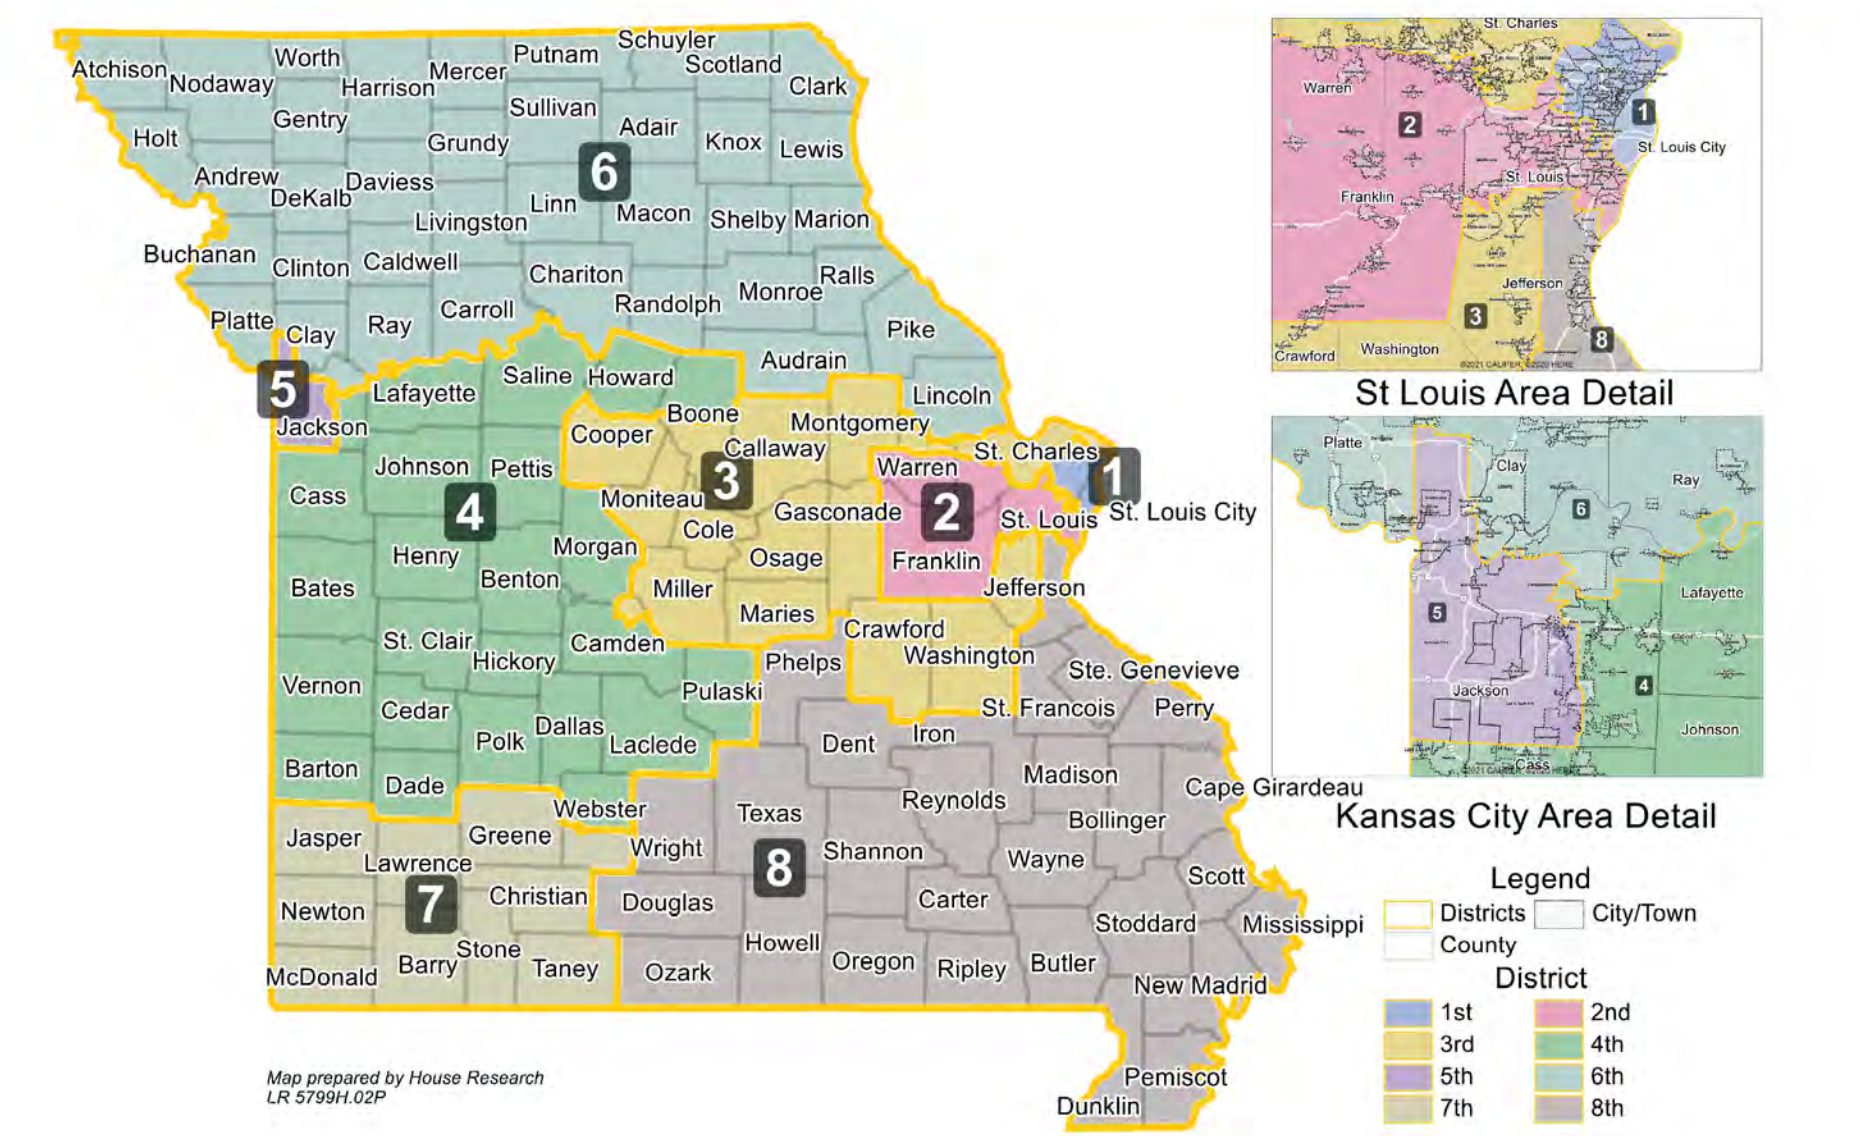 Atchison
Nodaway
Worth
Harrison
Mercer
Putnam
Schuyler
Scotland
Clark
Gentry
Sullivan
Adair
Knox
Lewis
Holt
Grundy
Andrew
DeKalb
Daviess
6
Linn
Macon
Shelby
Marion
Livingston
Buchanan
Clinton
Caldwell
Chariton
Ralls
Platte
Clay
Ray
Carroll
Randolph
Monroe
Pike
Audrain
5
Jackson
Lafayette
Saline
Howard
Lincoln
Boone
Cooper
Callaway
Montgomery
St. Charles
1
Johnson
Pettis
3
Warren
Cass
4
Moniteau
Gasconade
2
St. Louis
St. Louis City
Cole
Henry
Morgan
Osage
Franklin
Bates
Benton
Miller
Jefferson
Maries
St. Clair
Hickory
Camden
Crawford
Washington
Vernon
Phelps
Ste. Genevieve
Pulaski
Cedar
St. Francois
Perry
Polk
Dallas
Laclede
Dent
Iron
Barton
Dade
Madison
Cape Girardeau
Webster
Texas
Reynolds
Bollinger
Jasper
Greene
Lawrence
Wright
8
Shannon
Wayne
Scott
Newton
7
Christian
Douglas
Carter
Stoddard
Mississippi
McDonald
Barry
Stone
Taney
Ozark
Howell
Oregon
Ripley
Butler
New Madrid
Pemiscot
Dunklin
Map prepared by House Research
LR 5799H.02P
St. Charles
Warren
2
1
St. Louis City
Franklin
St. Louis
Jefferson
3
8
Crawford
Washington
©2021 CALIPER; ©2020 HERE
St Louis Area Detail
Platte
Clay
Ray
6
5
Lafayette
Jackson
4
Johnson
Cass
©2021 CALIPER; ©2020 HERE
Kansas City Area Detail
Legend
Districts
City/Town
County
District
1st
2nd
3rd
4th
5th
6th
7th
8th